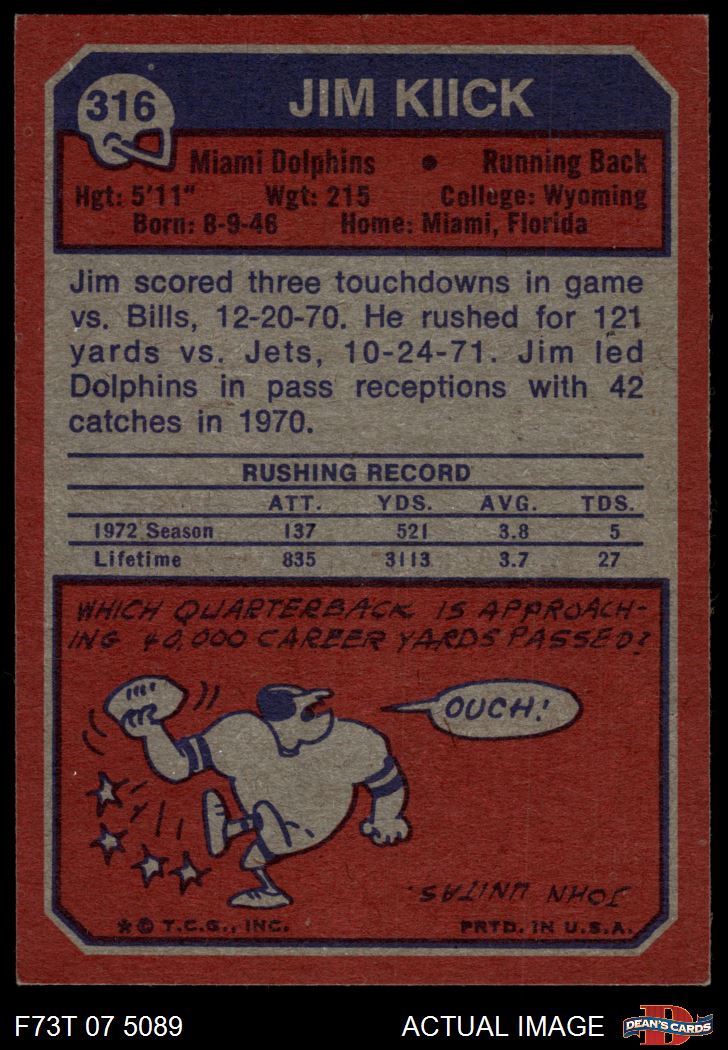 316
JIM KIICK
Miami Dolphins • Running Back
Hgt: 5'11" Wgt: 215 College: Wyoming
Born: 8-9-46 Home: Miami, Florida
Jim scored three touchdowns in game
vs. Bills, 12-20-70. He rushed for 121
yards vs. Jets, 10-24-71. Jim led
Dolphins in pass receptions with 42
catches in 1970.
RUSHING RECORD
ATT. YDS. AVG. TDS.
1972 Season 137 521 3.8 5
Lifetime 835 3113 3.7 27
WHICH QUARTERBACK IS APPROACH-
ING 40,000 CAREER YARDS PASSED?
OUCH!
JOHN UNITAS.
*© T.C.G., INC. PRTD. IN U.S.A.
F73T 07 5089 ACTUAL IMAGE
D
DEAN'S CARDS